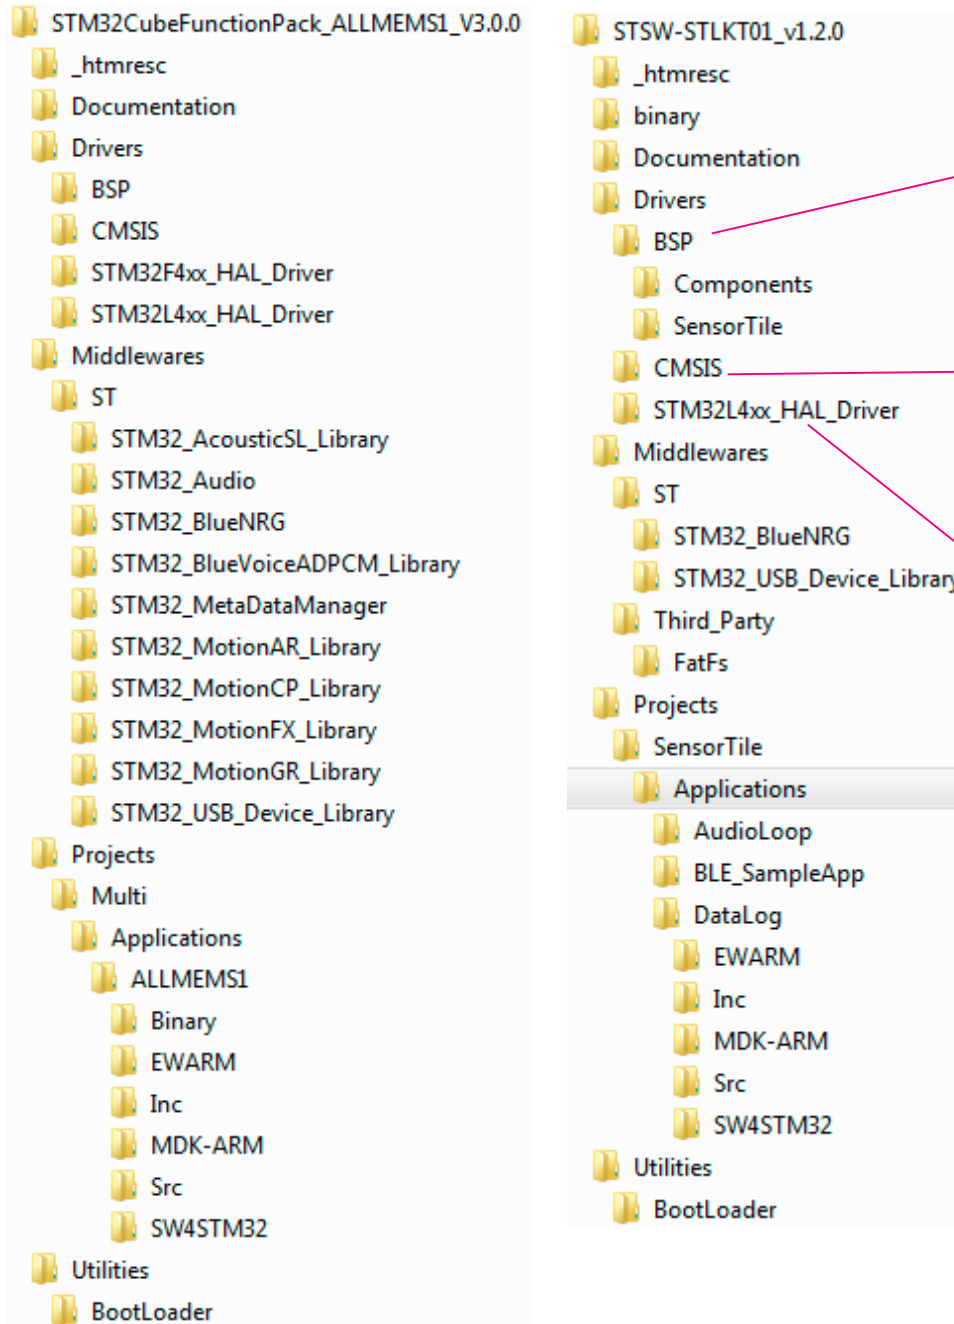 STM32CubeFunctionPack_ALLMEMS1_V3.0.0
_htmresc
Documentation
Drivers
BSP
CMSIS
STM32F4xx_HAL_Driver
STM32L4xx_HAL_Driver
Middlewares
ST
STM32_AcousticSL_Library
STM32_Audio
STM32_BlueNRG
STM32_BlueVoiceADPCM_Library
STM32_MetaDataManager
STM32_MotionAR_Library
STM32_MotionCP_Library
STM32_MotionFX_Library
STM32_MotionGR_Library
STM32_USB_Device_Library
Projects
Multi
Applications
ALLMEMS1
Binary
EWARM
Inc
MDK-ARM
Src
SW4STM32
Utilities
BootLoader
STSW-STLKT01_v1.2.0
_htmresc
binary
Documentation
Drivers
BSP
Components
SensorTile
CMSIS
STM32L4xx_HAL_Driver
Middlewares
ST
STM32_BlueNRG
STM32_USB_Device_Library
Third_Party
FatFs
Projects
SensorTile
Applications
AudioLoop
BLE_SampleApp
DataLog
EWARM
Inc
MDK-ARM
Src
SW4STM32
Utilities
BootLoader